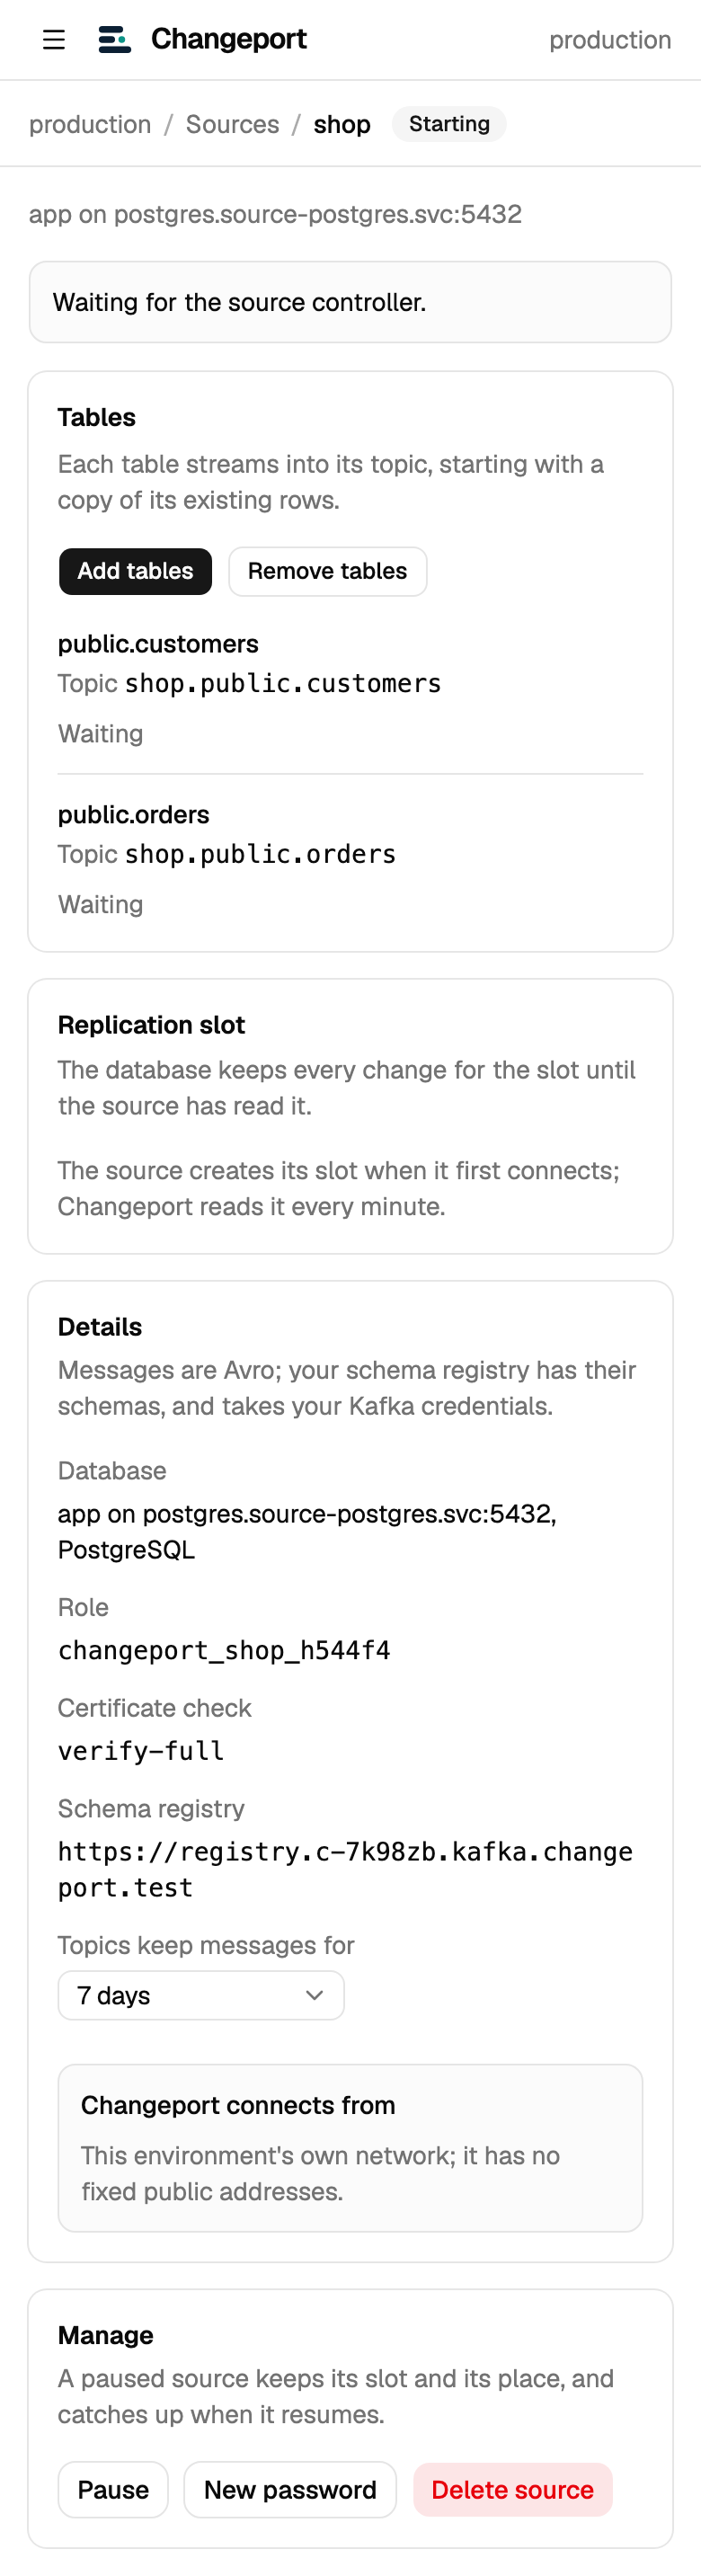 Changeport
production
production / Sources / shop Starting
app on postgres.source-postgres.svc:5432
Waiting for the source controller.
Tables
Each table streams into its topic, starting with a
copy of its existing rows.
Add tables
Remove tables
public.customers
Topic shop.public.customers
Waiting
public.orders
Topic shop.public.orders
Waiting
Replication slot
The database keeps every change for the slot until
the source has read it.
The source creates its slot when it first connects;
Changeport reads it every minute.
Details
Messages are Avro; your schema registry has their
schemas, and takes your Kafka credentials.
Database
app on postgres.source-postgres.svc:5432,
PostgreSQL
Role
changeport_shop_h544f4
Certificate check
verify-full
Schema registry
https://registry.c-7k98zb.kafka.change
port.test
Topics keep messages for
7 days
Changeport connects from
This environment's own network; it has no
fixed public addresses.
Manage
A paused source keeps its slot and its place, and
catches up when it resumes.
Pause
New password
Delete source